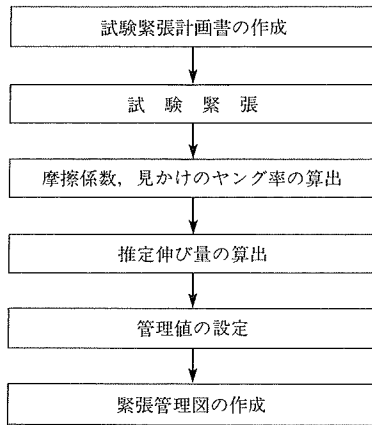 試験緊張計画書の作成
試験緊張
摩擦係数,見かけのヤング率の算出
推定伸び量の算出
管理値の設定
緊張管理図の作成